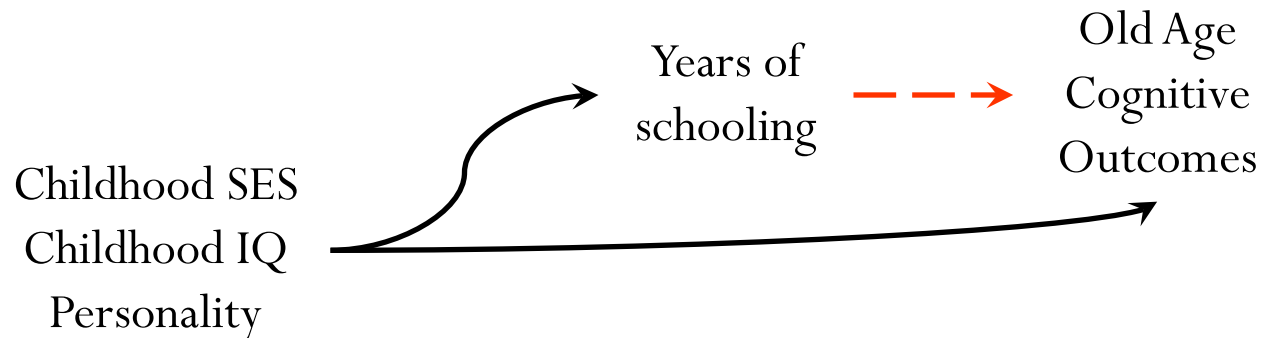 Childhood SES
Childhood IQ
Personality
Years of
schooling
Old Age
Cognitive
Outcomes